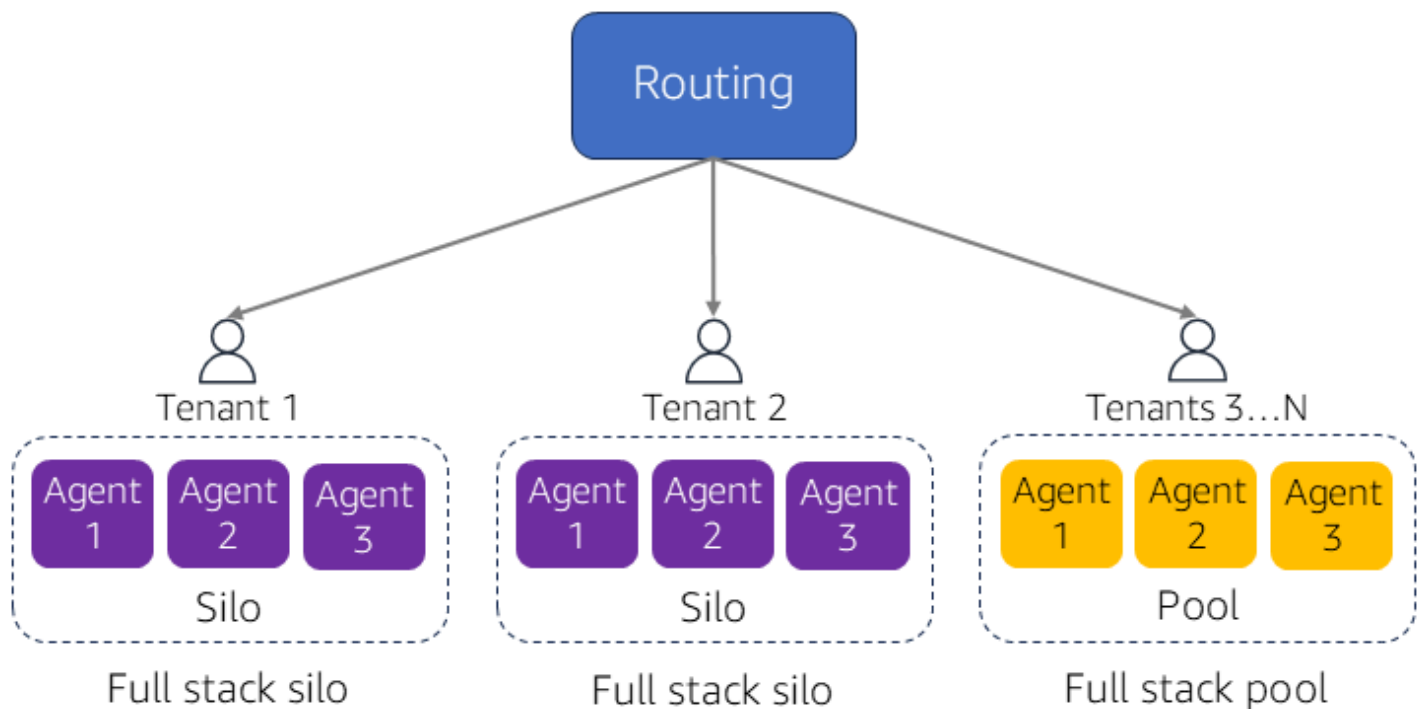 Routing
Tenant 1
Tenant 2
Tenants 3...N
Agent
1
Agent
2
Agent
3
Silo
Agent
1
Agent
2
Agent
3
Silo
Agent
1
Agent
2
Agent
3
Pool
Full stack silo
Full stack silo
Full stack pool